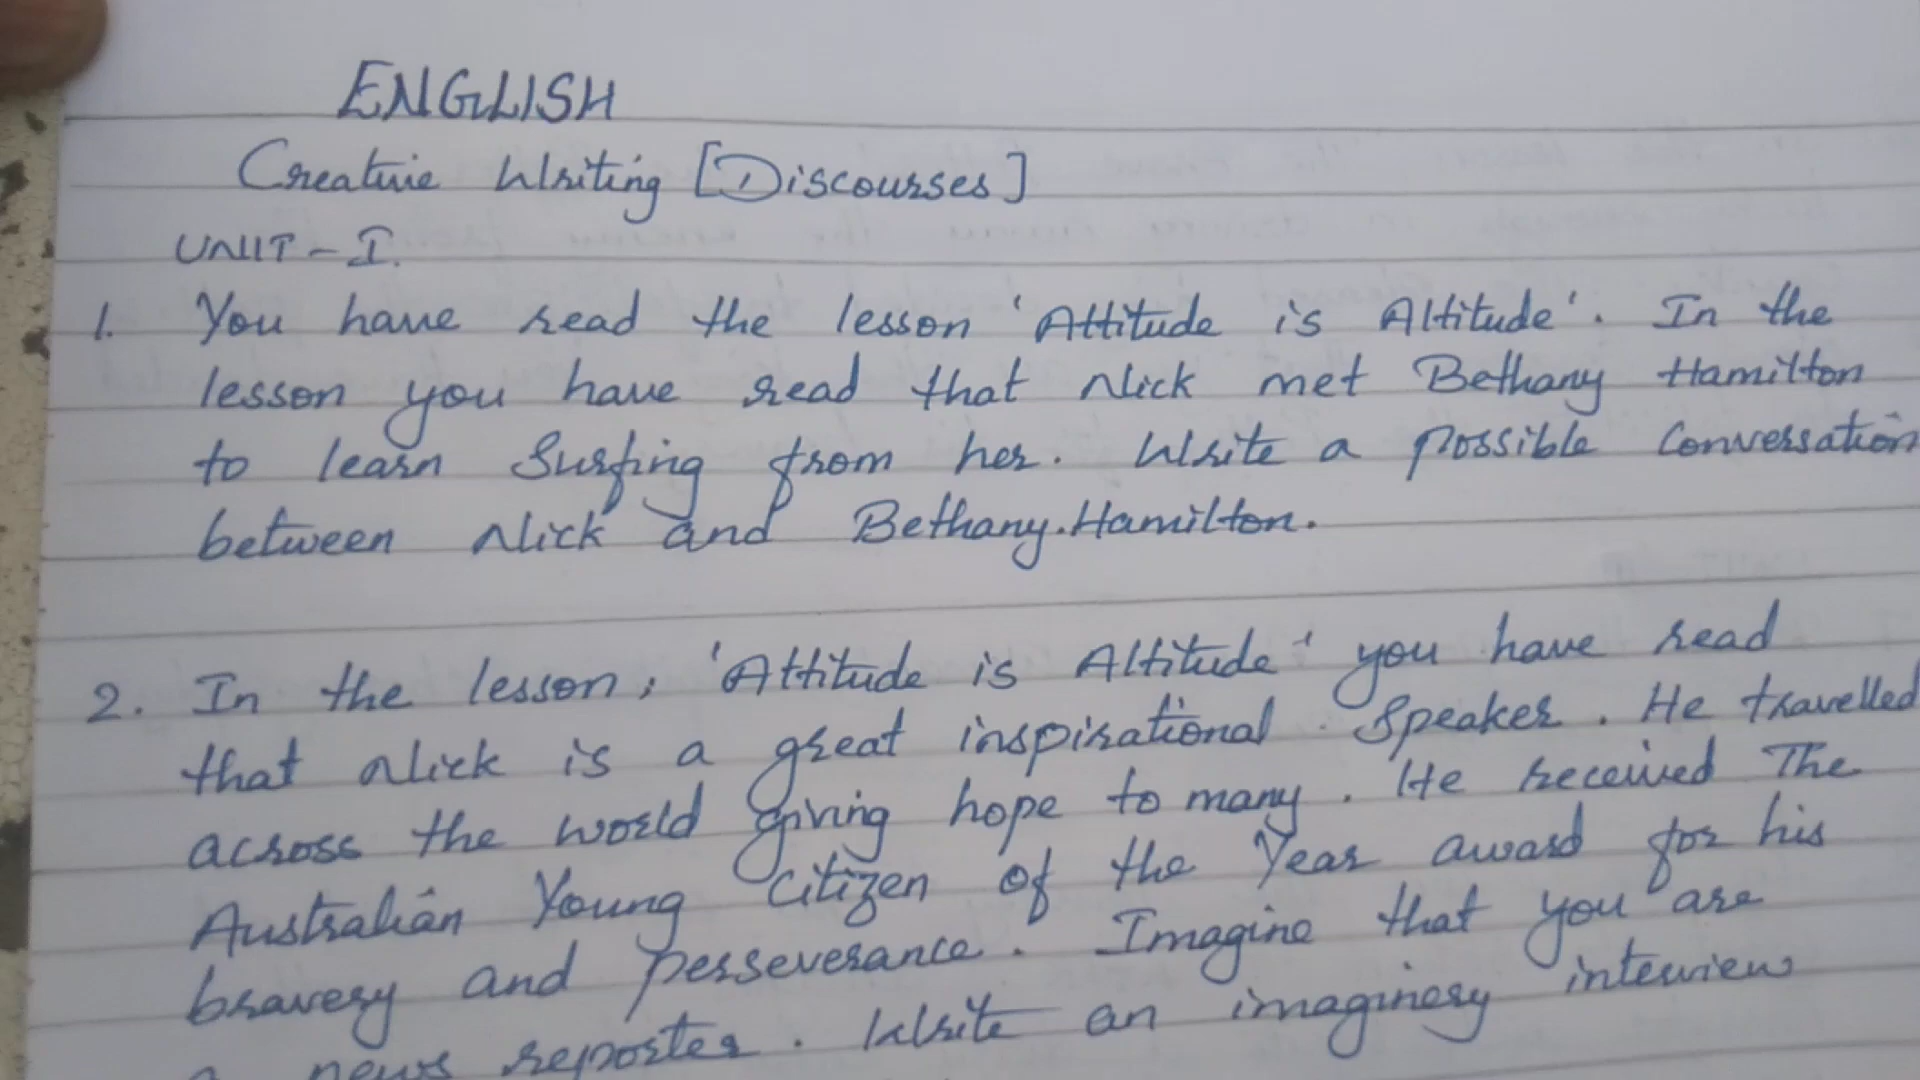 ENGLISH
Creative Writing [Discourses]
UNIT - I.
1. You have read the lesson 'Attitude is Altitude'. In the
lesson you have read that Nick met Bethany Hamilton
to learn Surfing from her. Write a possible Conversation
between Nick and Bethany.Hamilton.
2. In the lesson, 'Attitude is Altitude' you have read
that Nick is a great inspirational Speaker. He travelled
across the world giving hope to many. He received The
Australian Young Citizen of the Year award for his
bravery and perseverance. Imagine that you are
a news reporter. Write an imaginery interview